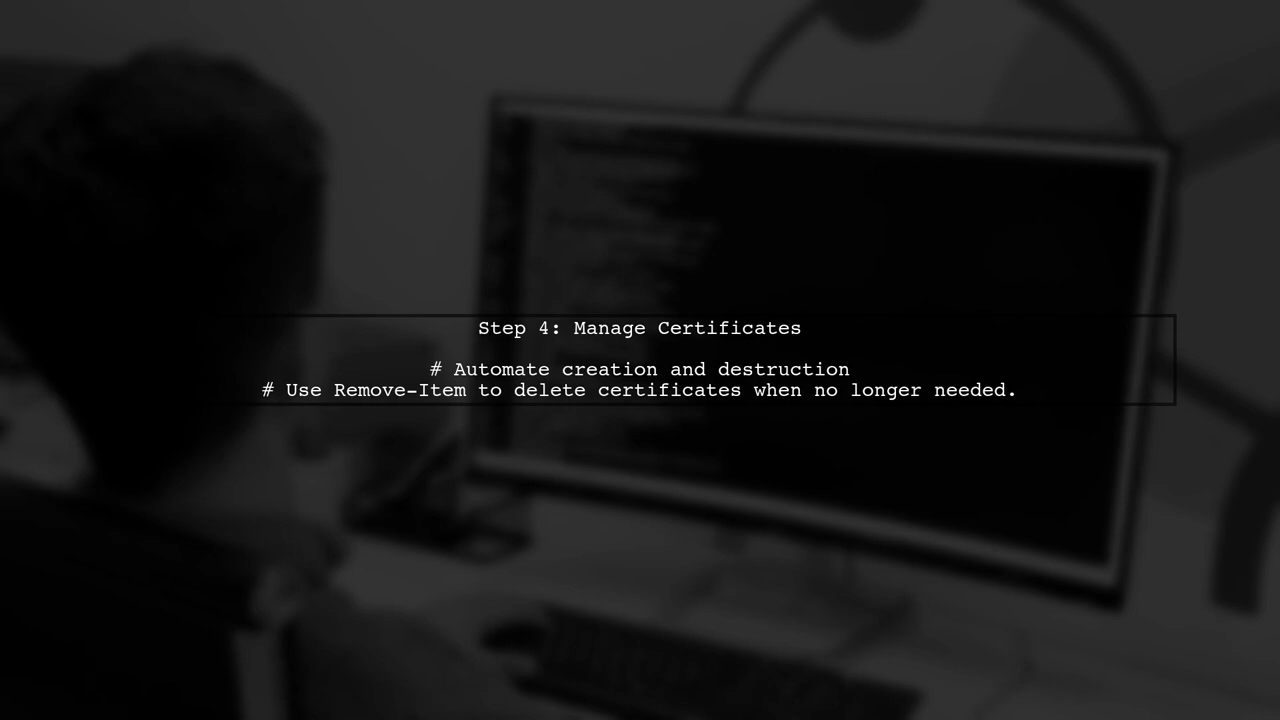 Step 4: Manage Certificates
# Automate creation and destruction
# Use Remove-Item to delete certificates when no longer needed.